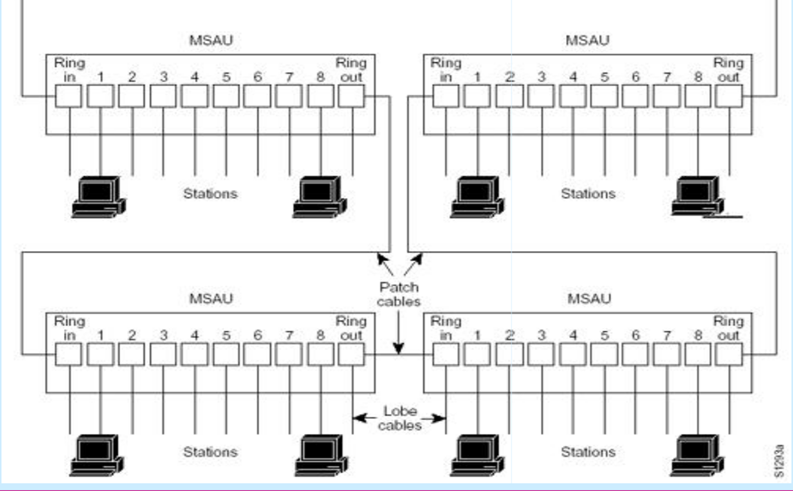 MSAU
Ring in 1 2 3 4 5 6 7 8 Ring out
Stations
MSAU
Ring in 1 2 3 4 5 6 7 8 Ring out
Stations
Patch
cables
MSAU
Ring in 1 2 3 4 5 6 7 8 Ring out
Stations
MSAU
Ring in 1 2 3 4 5 6 7 8 Ring out
Stations
Lobe
cables
S1293a